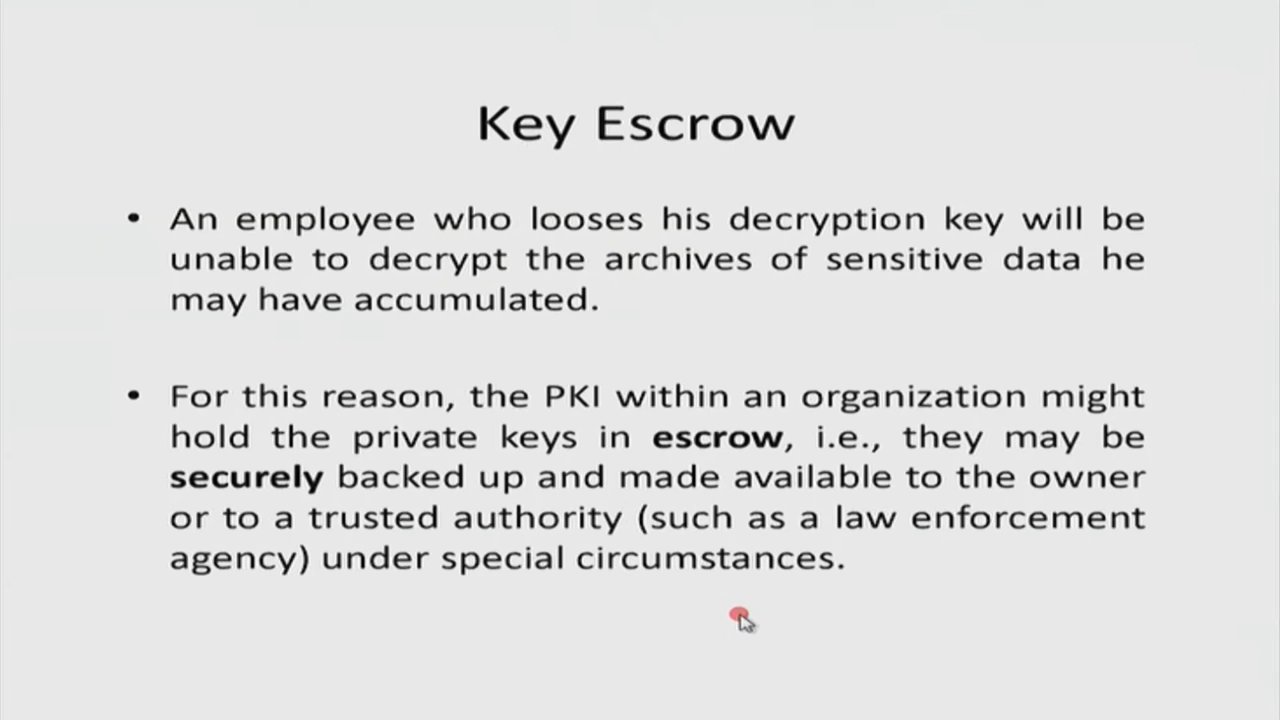 Key Escrow
• An employee who looses his decryption key will be
unable to decrypt the archives of sensitive data he
may have accumulated.
• For this reason, the PKI within an organization might
hold the private keys in escrow, i.e., they may be
securely backed up and made available to the owner
or to a trusted authority (such as a law enforcement
agency) under special circumstances.